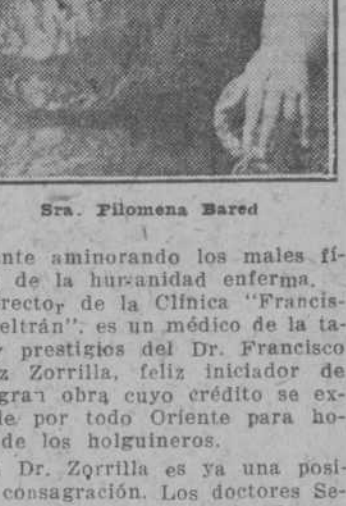 Sra. Pilomena Bared
nte aminorando los males fí-
de la humanidad enferma.
rector de la Clínica "Francis-
eltrán", es un médico de la ta-
prestigios del Dr. Francisco
z Zorrilla, feliz iniciador de
gran obra cuyo crédito se ex-
de por todo Oriente para ho-
de los holguineros.
Dr. Zorrilla es ya una posi-
consagración. Los doctores Se-